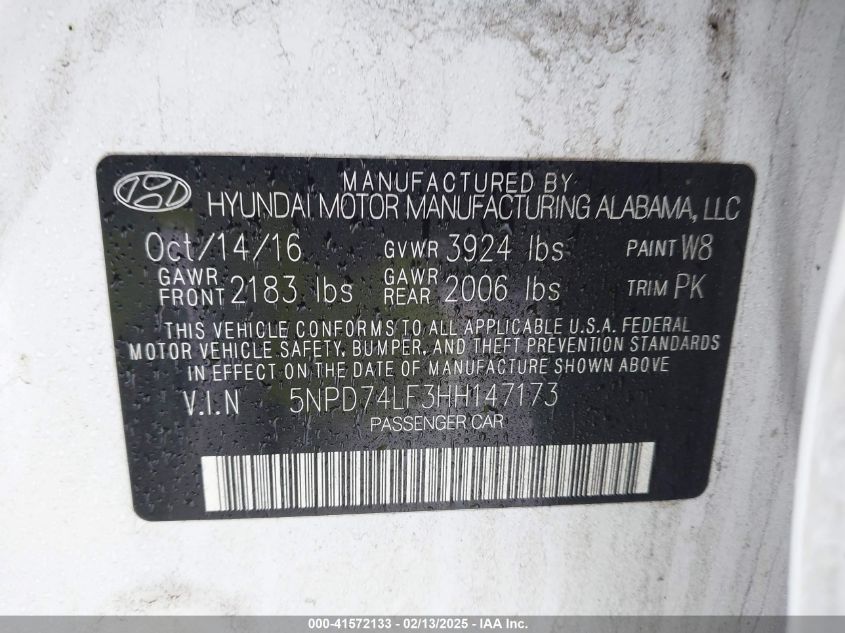 MANUFACTURED BY
HYUNDAI MOTOR MANUFACTURING ALABAMA, LLC
Oct/14/16 GVWR 3924 lbs PAINT W8
GAWR FRONT 2183 lbs GAWR REAR 2006 lbs TRIM PK
THIS VEHICLE CONFORMS TO ALL APPLICABLE U.S.A. FEDERAL
MOTOR VEHICLE SAFETY, BUMPER, AND THEFT PREVENTION STANDARDS
IN EFFECT ON THE DATE OF MANUFACTURE SHOWN ABOVE
V.I.N 5NPD74LF3HH147173
PASSENGER CAR
000-41572133 - 02/13/2025 - IAA Inc.